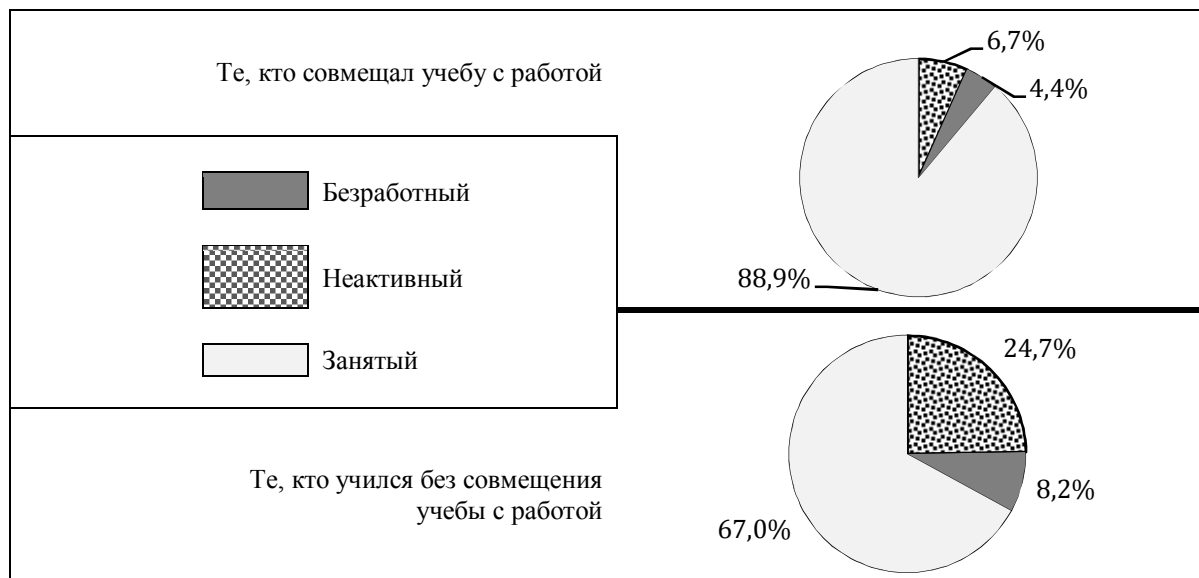 Те, кто совмещал учебу с работой
6,7%
4,4%
88,9%
Безработный
Неактивный
Занятый
24,7%
8,2%
67,0%
Те, кто учился без совмещения
учебы с работой